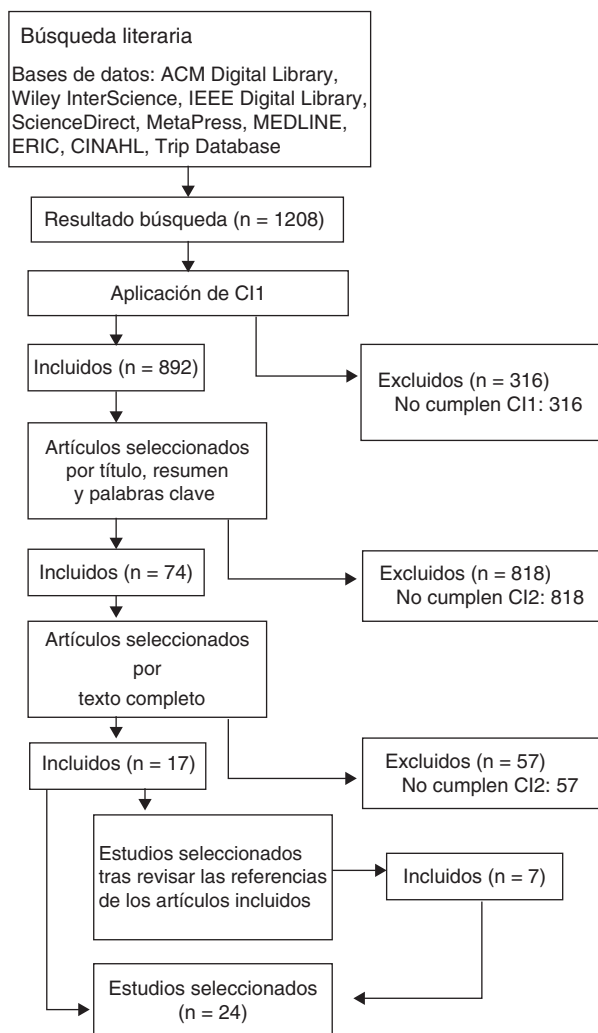 Búsqueda literaria
Bases de datos: ACM Digital Library,
Wiley InterScience, IEEE Digital Library,
ScienceDirect, MetaPress, MEDLINE,
ERIC, CINAHL, Trip Database
Resultado búsqueda (n = 1208)
Aplicación de CI1
Incluidos (n = 892)
Excluidos (n = 316)
No cumplen CI1: 316
Artículos seleccionados
por título, resumen
y palabras clave
Incluidos (n = 74)
Excluidos (n = 818)
No cumplen CI2: 818
Artículos seleccionados
por
texto completo
Incluidos (n = 17)
Excluidos (n = 57)
No cumplen CI2: 57
Estudios seleccionados
tras revisar las referencias
de los artículos incluidos
Incluidos (n = 7)
Estudios seleccionados
(n = 24)